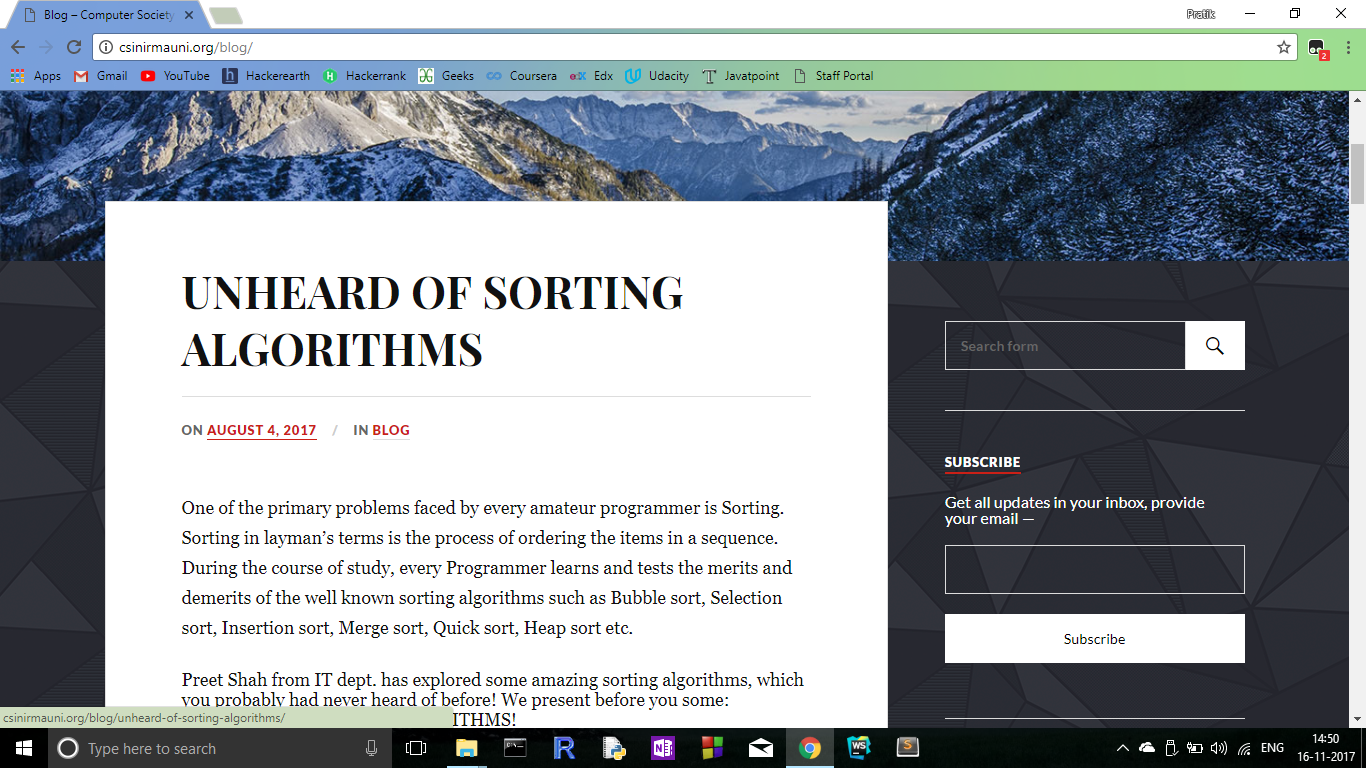 Blog – Computer Society
Pratik
csinirmauni.org/blog/
2
Apps Gmail YouTube Hackerearth Hackerrank Geeks Coursera Edx Udacity Javatpoint Staff Portal
UNHEARD OF SORTING
ALGORITHMS
ON AUGUST 4, 2017 / IN BLOG
One of the primary problems faced by every amateur programmer is Sorting.
Sorting in layman’s terms is the process of ordering the items in a sequence.
During the course of study, every Programmer learns and tests the merits and
demerits of the well known sorting algorithms such as Bubble sort, Selection
sort, Insertion sort, Merge sort, Quick sort, Heap sort etc.
Preet Shah from IT dept. has explored some amazing sorting algorithms, which
you probably had never heard of before! We present before you some:
ITHMS!
Search form
SUBSCRIBE
Get all updates in your inbox, provide
your email —
Subscribe
csinirmauni.org/blog/unheard-of-sorting-algorithms/
Type here to search
ENG
14:50
16-11-2017